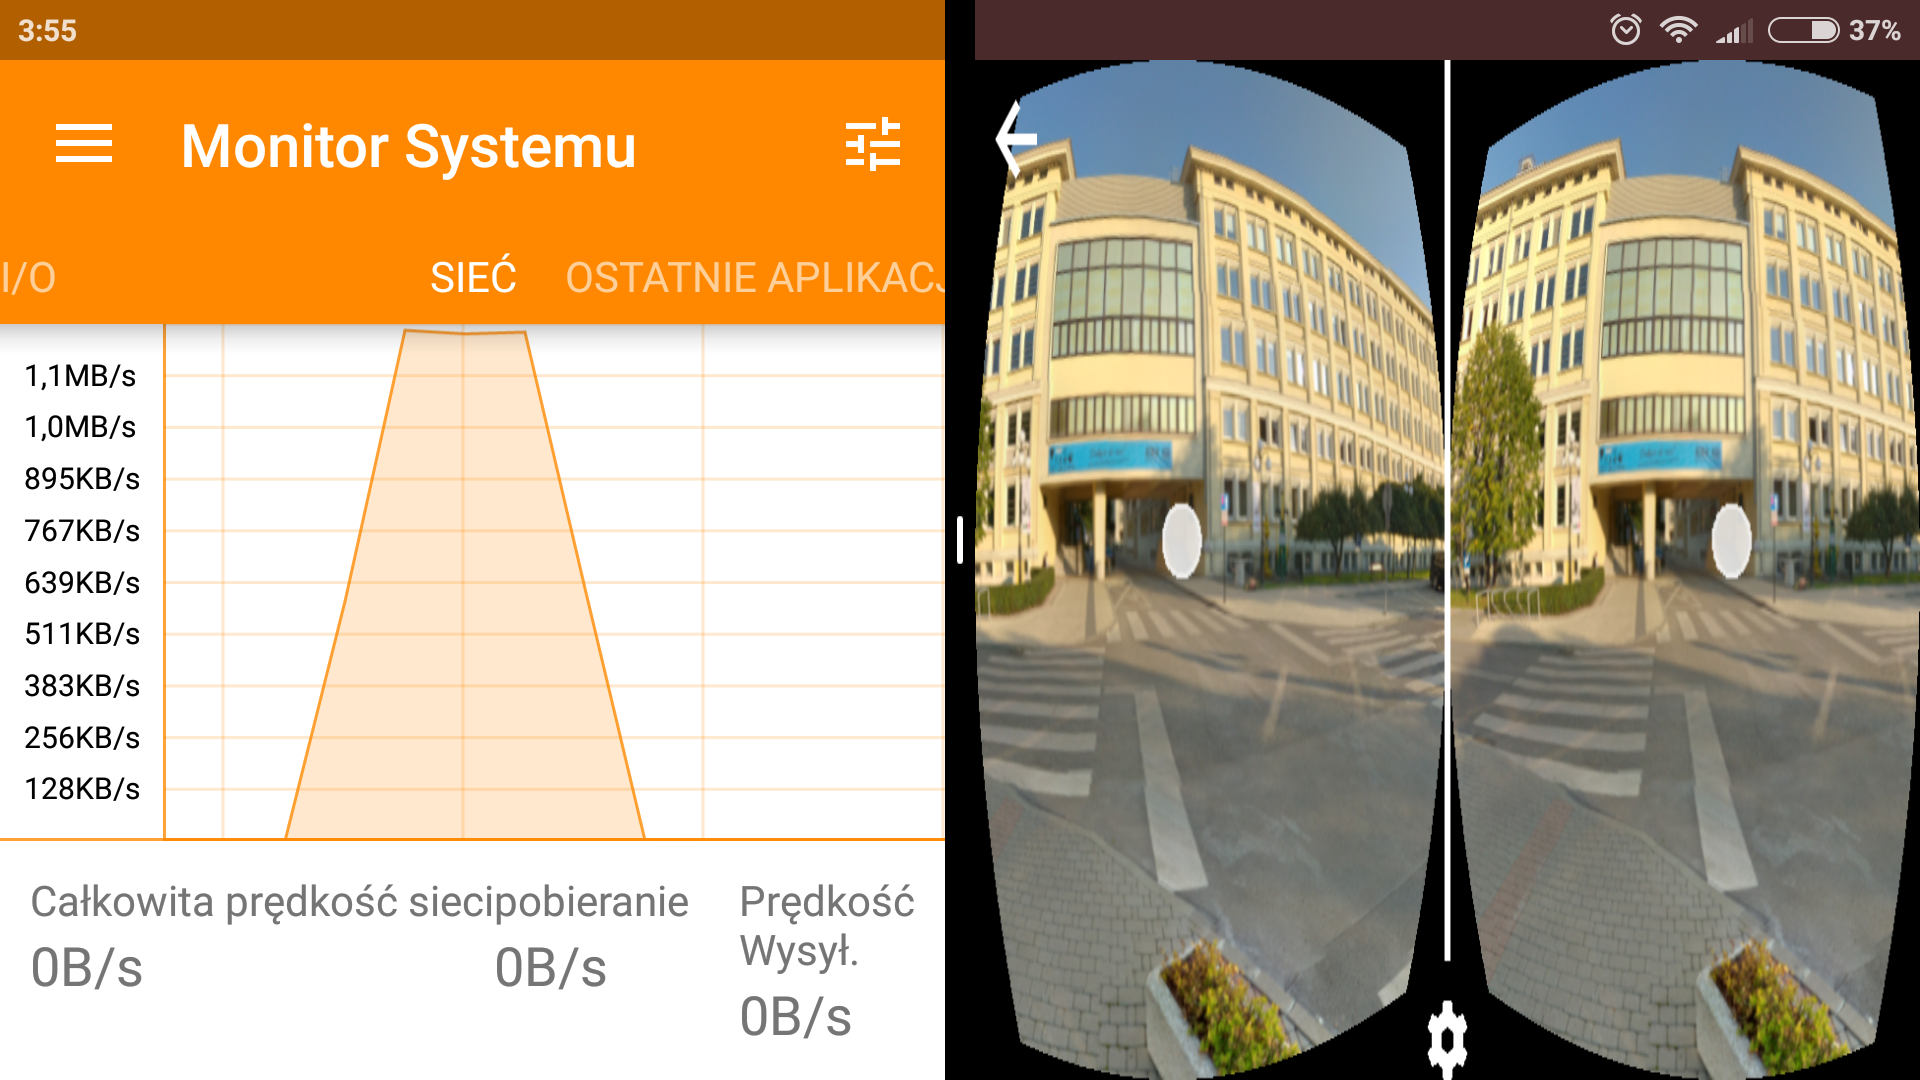 3:55
37%
Monitor Systemu
I/O
SIEĆ
OSTATNIE APLIKACJ
1,1MB/s
1,0MB/s
895KB/s
767KB/s
639KB/s
511KB/s
383KB/s
256KB/s
128KB/s
Całkowita prędkość sieci
0B/s
pobieranie
0B/s
Prędkość
Wysył.
0B/s